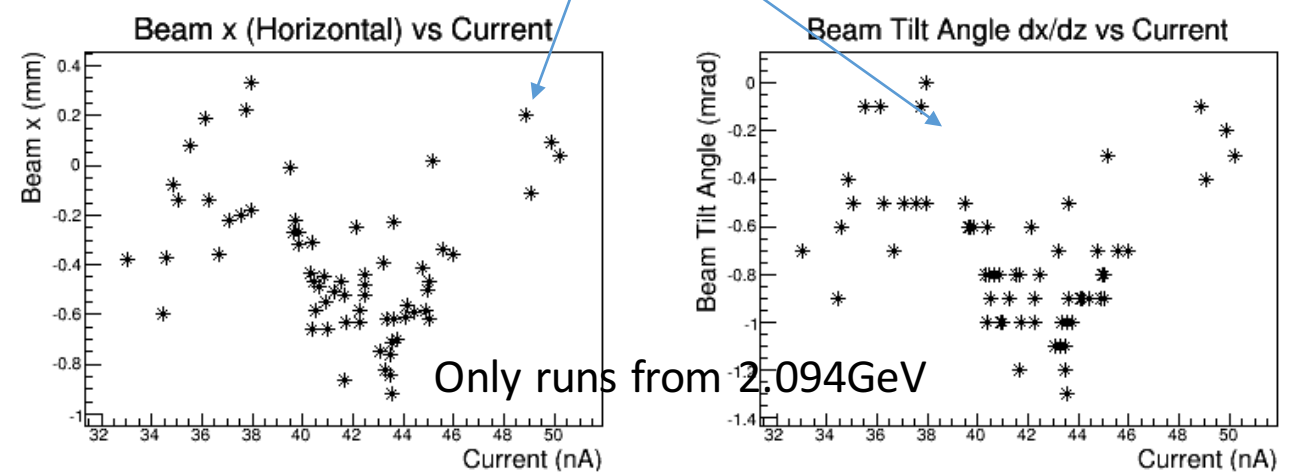 Beam x (Horizontal) vs Current
Beam x (mm)
0.4
0.2
0
-0.2
-0.4
-0.6
-0.8
-1
32 34 36 38 40 42 44 46 48 50
Current (nA)
Beam Tilt Angle dx/dz vs Current
Beam Tilt Angle (mrad)
0
-0.2
-0.4
-0.6
-0.8
-1
-1.2
-1.4
32 34 36 38 40 42 44 46 48 50
Current (nA)
Only runs from 2.094GeV